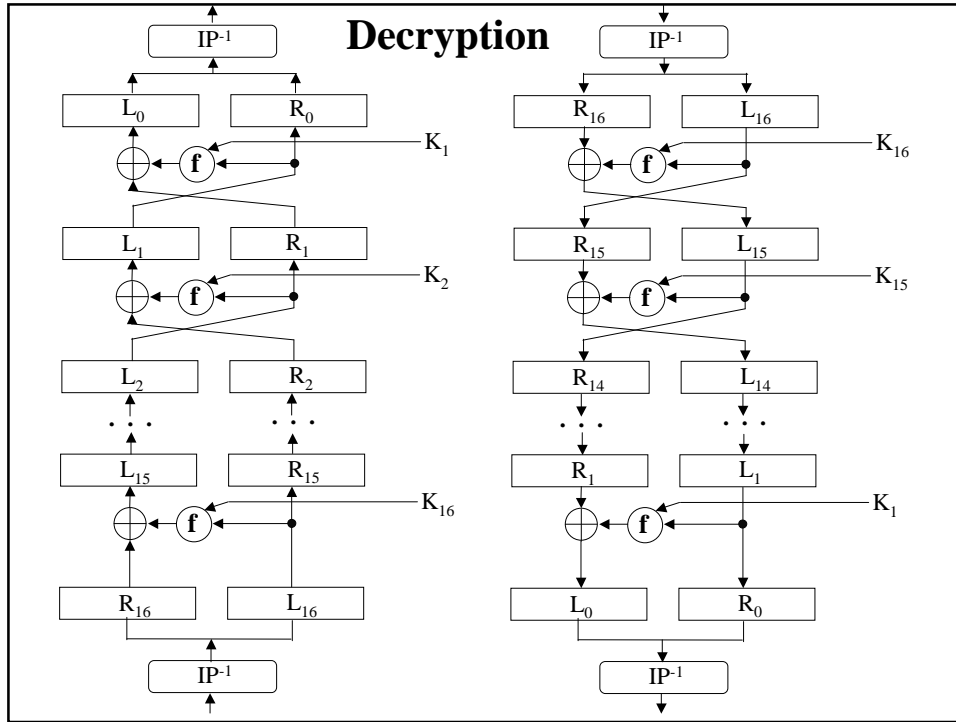 Decryption
IP⁻¹
L₀ R₀
f
K₁
L₁ R₁
f
K₂
L₂ R₂
. . . . . .
L₁₅ R₁₅
f
K₁₆
R₁₆ L₁₆
IP⁻¹
IP⁻¹
R₁₆ L₁₆
f
K₁₆
R₁₅ L₁₅
f
K₁₅
R₁₄ L₁₄
. . . . . .
R₁ L₁
f
K₁
L₀ R₀
IP⁻¹